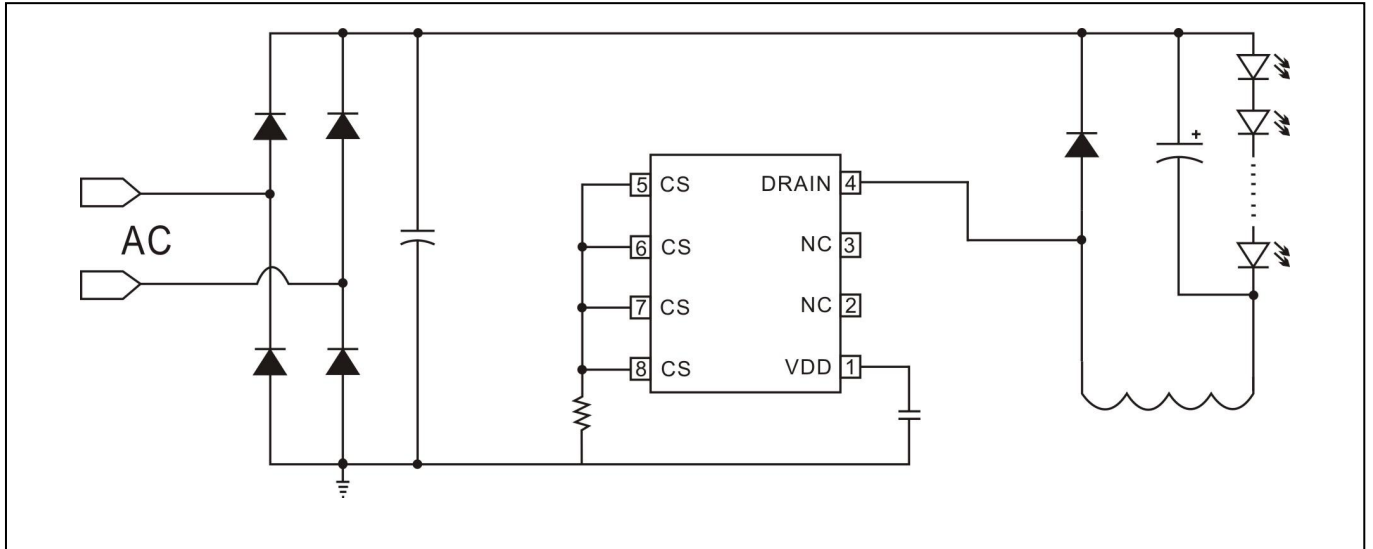 AC
5 CS DRAIN 4
6 CS NC 3
7 CS NC 2
8 CS VDD 1
+